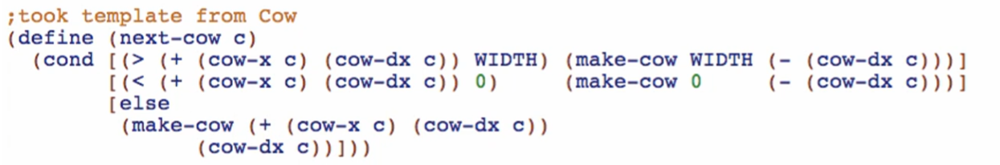 ;took template from Cow
(define (next-cow c)
  (cond [(> (+ (cow-x c) (cow-dx c)) WIDTH) (make-cow WIDTH (- (cow-dx c)))]
        [(< (+ (cow-x c) (cow-dx c)) 0)     (make-cow 0     (- (cow-dx c)))]
        [else
         (make-cow (+ (cow-x c) (cow-dx c))
               (cow-dx c))]))